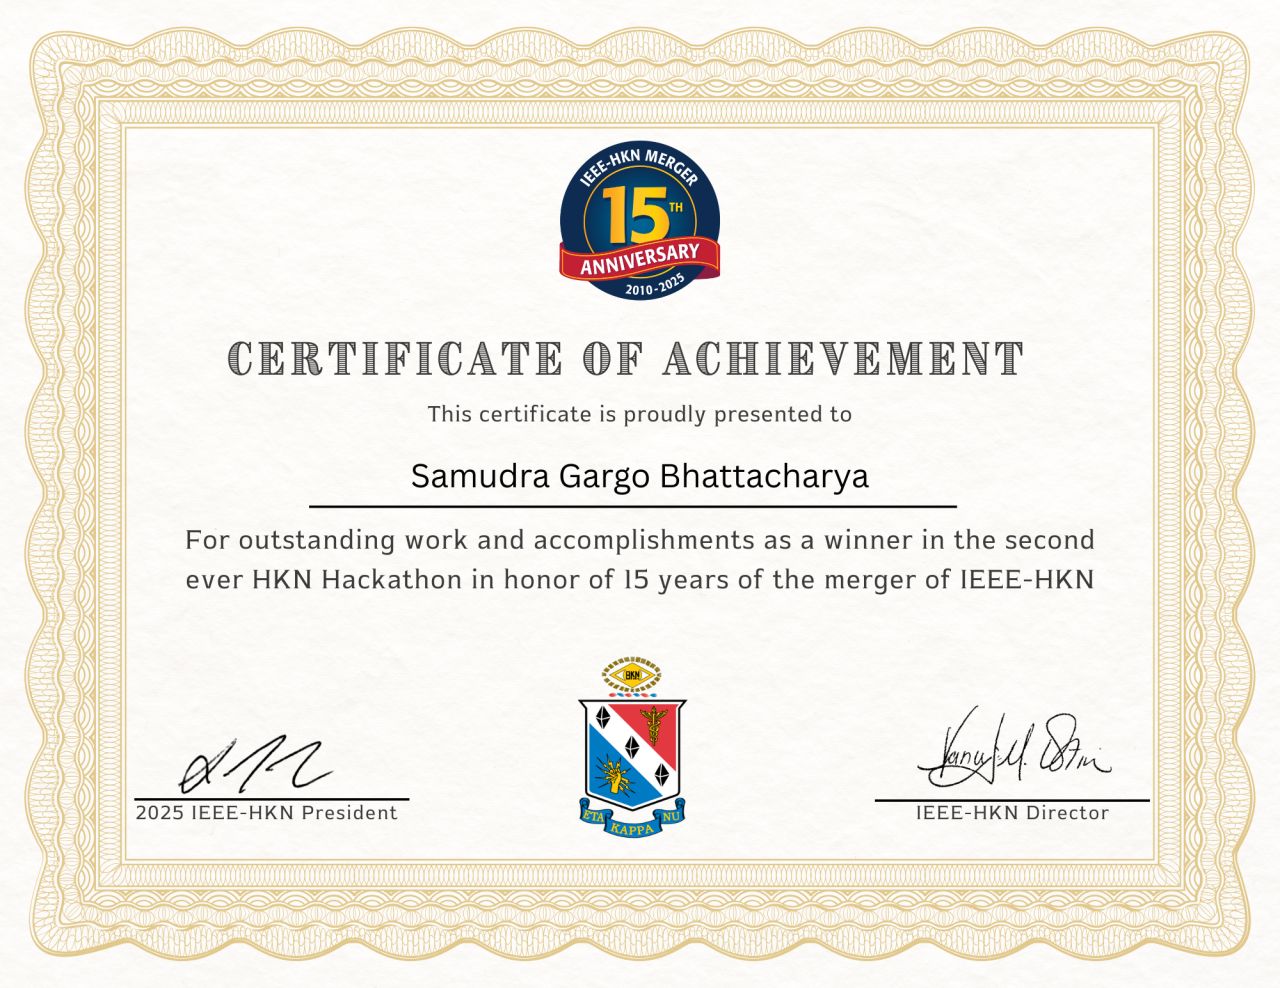 IEEE-HKN MERGER
15TH
ANNIVERSARY
2010-2025
CERTIFICATE OF ACHIEVEMENT
This certificate is proudly presented to
Samudra Gargo Bhattacharya
For outstanding work and accomplishments as a winner in the second
ever HKN Hackathon in honor of 15 years of the merger of IEEE-HKN
HKN
ETA KAPPA NU
2025 IEEE-HKN President
IEEE-HKN Director